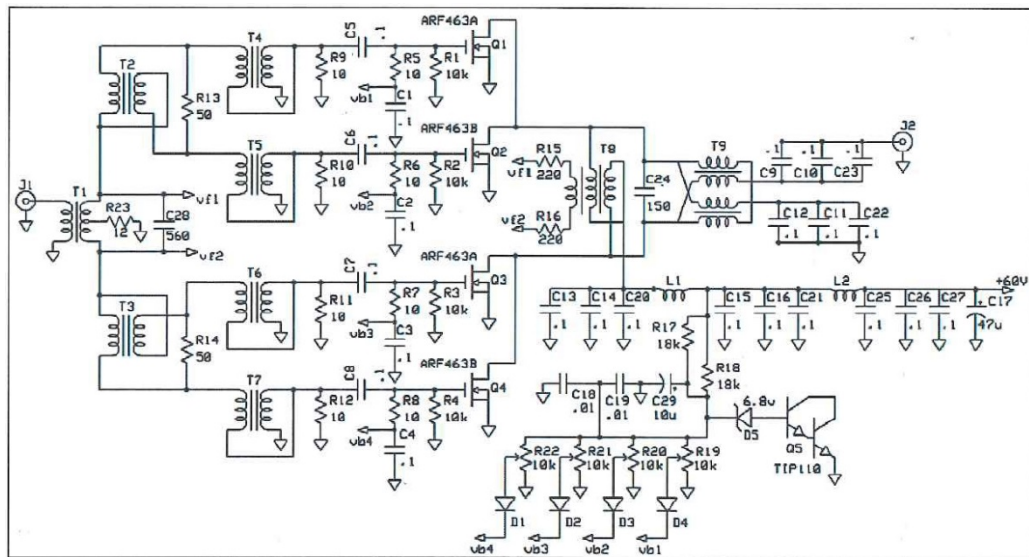 ARF463A
T4
C5
.1
Q1
T2
R9
10
R5
10
R1
10k
R13
50
vb1
C1
.1
ARF463B
J2
T5
C6
.1
Q2
R15
220
T8
T9
.1
.1
.1
C9
C10
C23
J1
T1
R10
10
R6
10
R2
10k
vf1
C24
150
R23
12
vf1
C28
560
vb2
C2
.1
vf2
R16
220
C12
C11
C22
.1
.1
.1
vf2
ARF463A
T6
C7
.1
Q3
L1
L2
+60V
T3
R11
10
R7
10
R3
10k
C13
C14
C20
.1
.1
.1
C15
C16
C21
.1
.1
.1
C25
C26
C27
.1
.1
.1
+
C17
47u
R14
50
vb3
C3
.1
R17
18k
ARF463B
R18
18k
T7
C8
.1
Q4
C18
.01
C19
.01
C29
10u
+
6.8v
D5
R12
10
R8
10
R4
10k
Q5
TIP110
vb4
C4
.1
R22
10k
R21
10k
R20
10k
R19
10k
D1
D2
D3
D4
vb4
vb3
vb2
vb1